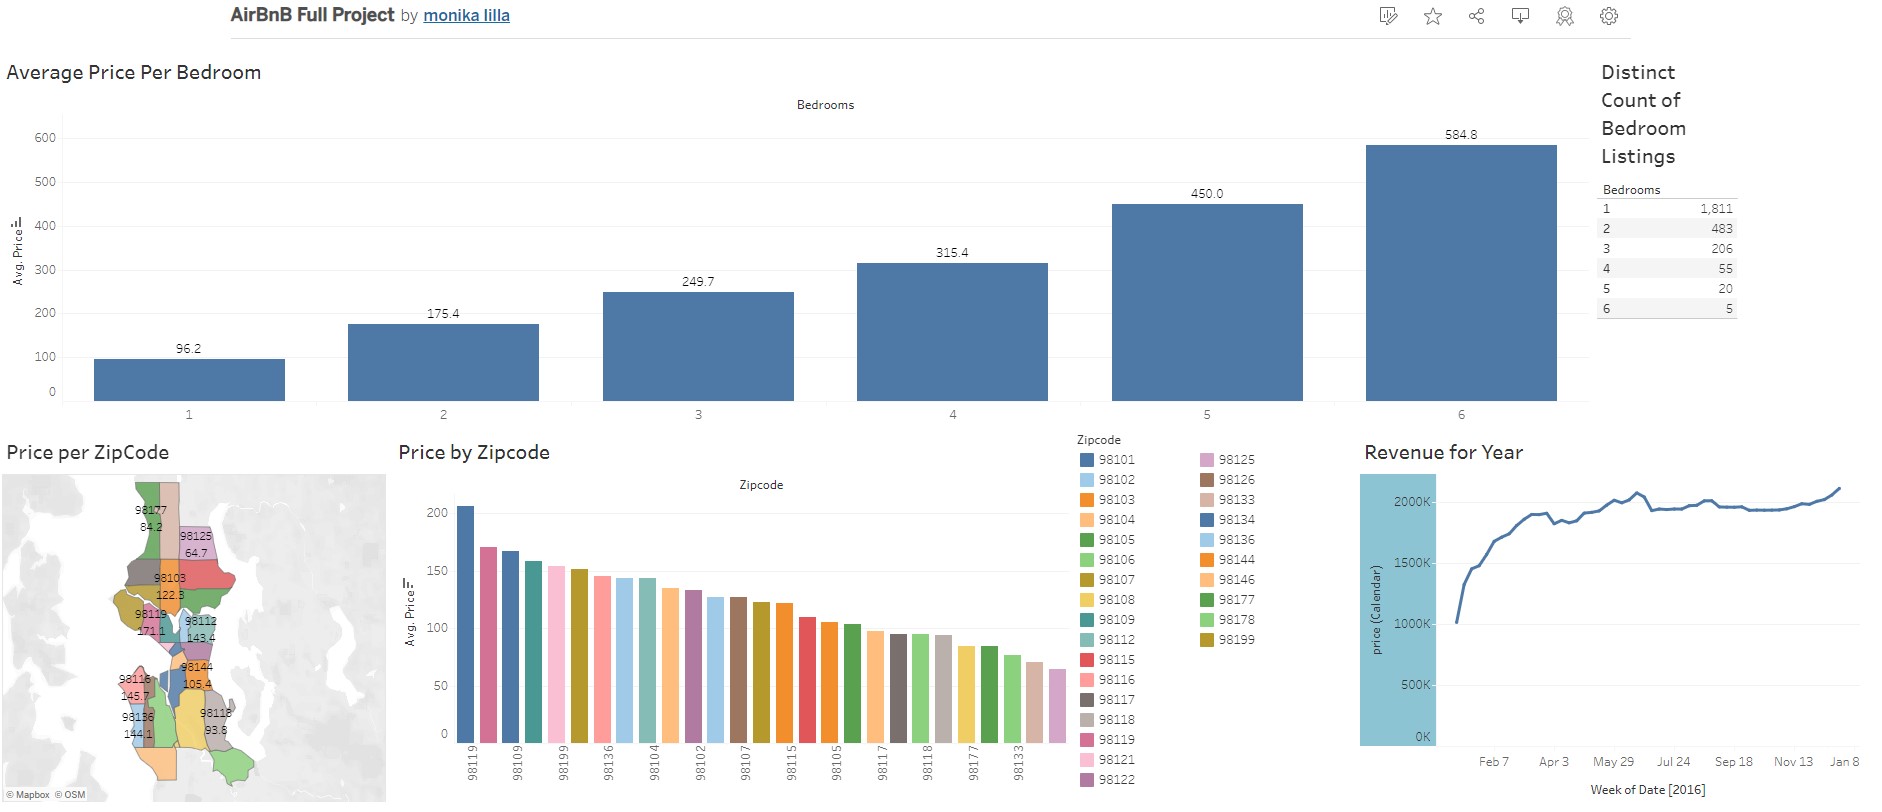 AirBnB Full Project by monika lilla
Average Price Per Bedroom
Bedrooms
Avg. Price
600
500
400
300
200
100
0
96.2
175.4
249.7
315.4
450.0
584.8
1
2
3
4
5
6
Distinct
Count of
Bedroom
Listings
Bedrooms
1 1,811
2 483
3 206
4 55
5 20
6 5
Price per ZipCode
98177
84.2
98125
64.7
98103
122.3
98119
171.1
98112
143.4
98144
105.4
98116
145.7
98136
144.1
98118
93.8
© Mapbox © OSM
Price by Zipcode
Zipcode
Avg. Price
200
150
100
50
0
98119
98109
98199
98136
98104
98102
98107
98115
98105
98117
98118
98177
98133
Zipcode
98101
98102
98103
98104
98105
98106
98107
98108
98109
98112
98115
98116
98117
98118
98119
98121
98122
98125
98126
98133
98134
98136
98144
98146
98177
98178
98199
Revenue for Year
price (Calendar)
2000K
1500K
1000K
500K
0K
Feb 7
Apr 3
May 29
Jul 24
Sep 18
Nov 13
Jan 8
Week of Date [2016]